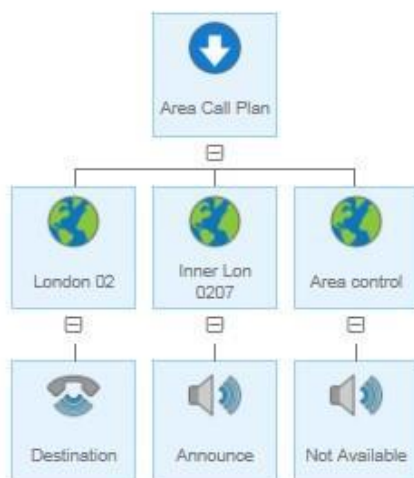 Area Call Plan
London 02
Inner Lon
0207
Area control
Destination
Announce
Not Available